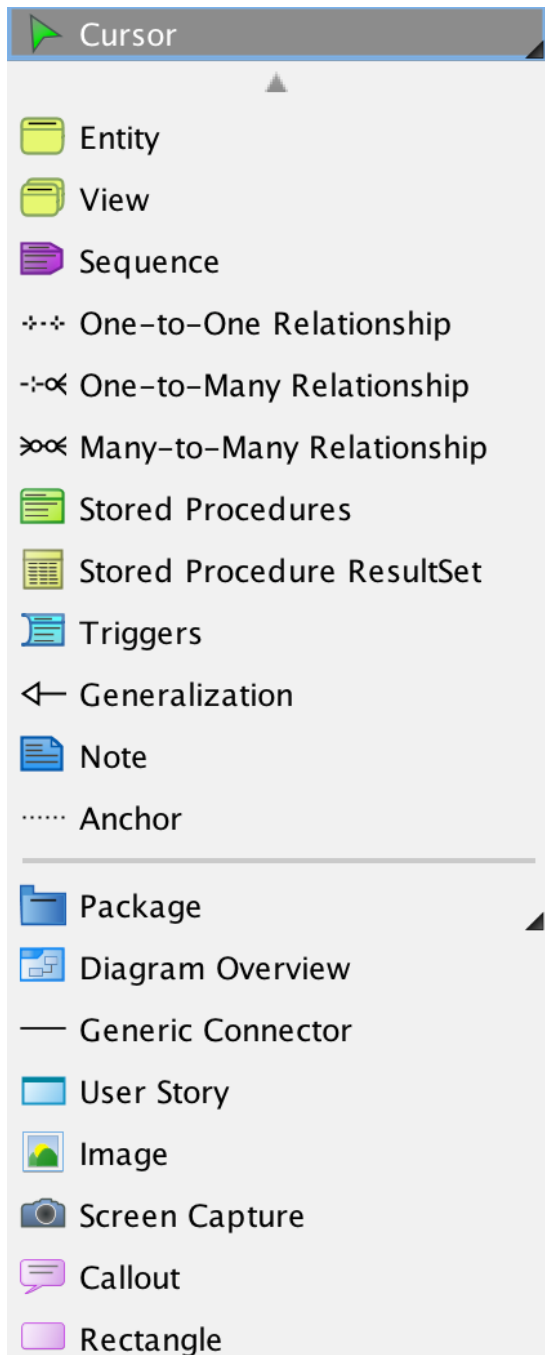 Cursor
Entity
View
Sequence
One-to-One Relationship
One-to-Many Relationship
Many-to-Many Relationship
Stored Procedures
Stored Procedure ResultSet
Triggers
Generalization
Note
Anchor
Package
Diagram Overview
Generic Connector
User Story
Image
Screen Capture
Callout
Rectangle